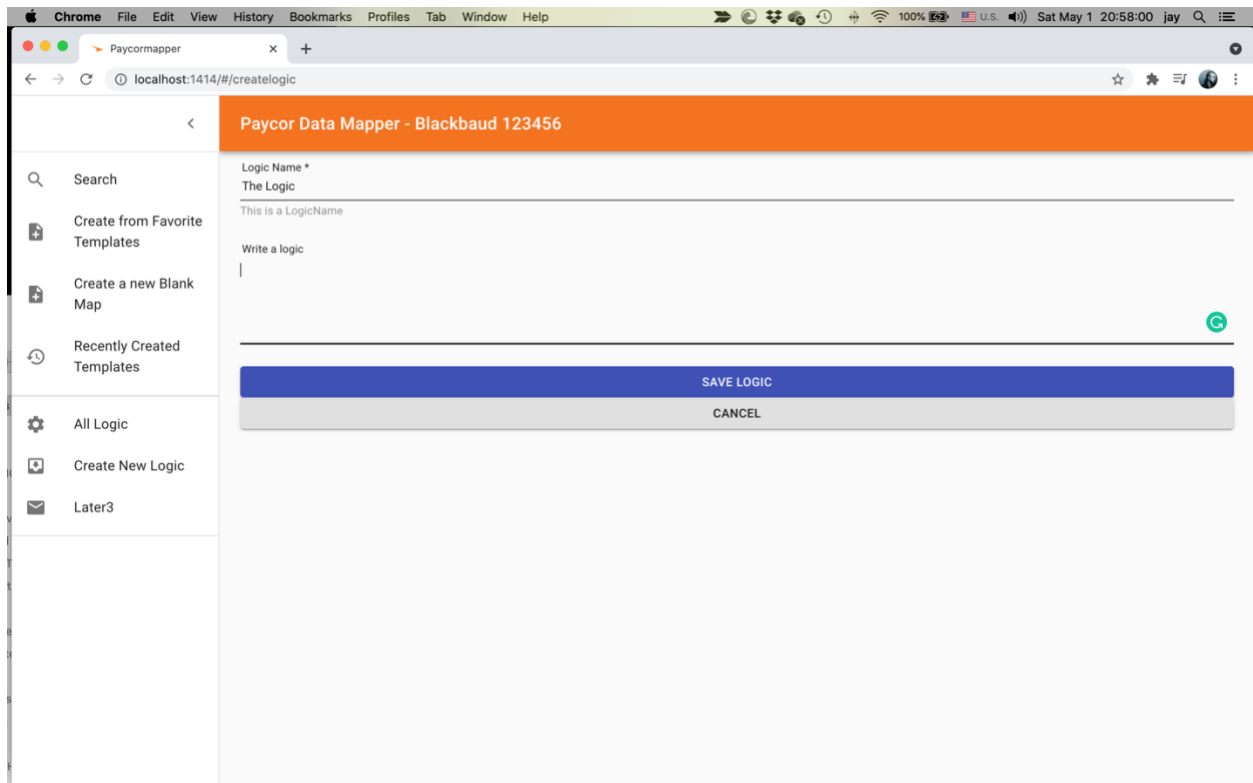 Chrome File Edit View History Bookmarks Profiles Tab Window Help 100% U.S. Sat May 1 20:58:00 jay
Paycormapper
localhost:1414/#/createlogic
Paycor Data Mapper - Blackbaud 123456
Search
Create from Favorite
Templates
Create a new Blank
Map
Recently Created
Templates
All Logic
Create New Logic
Later3
Logic Name *
The Logic
This is a LogicName
Write a logic
SAVE LOGIC
CANCEL